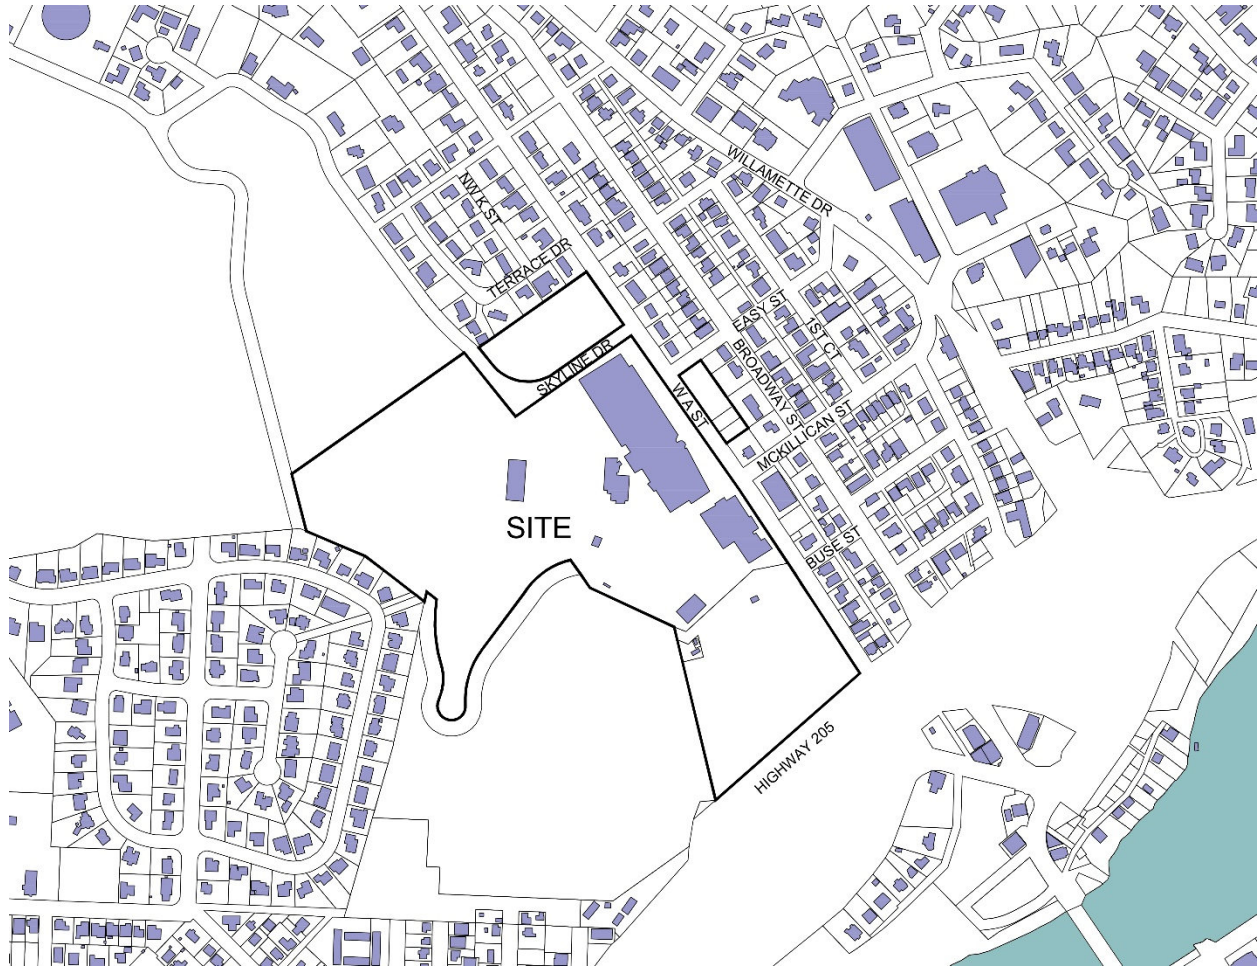 WILLAMETTE DR
NW K ST
TERRACE DR
EASY ST
1ST CT
BROADWAY ST
SKYLINE DR
W A ST
MCKILLICAN ST
SITE
BUSE ST
HIGHWAY 205